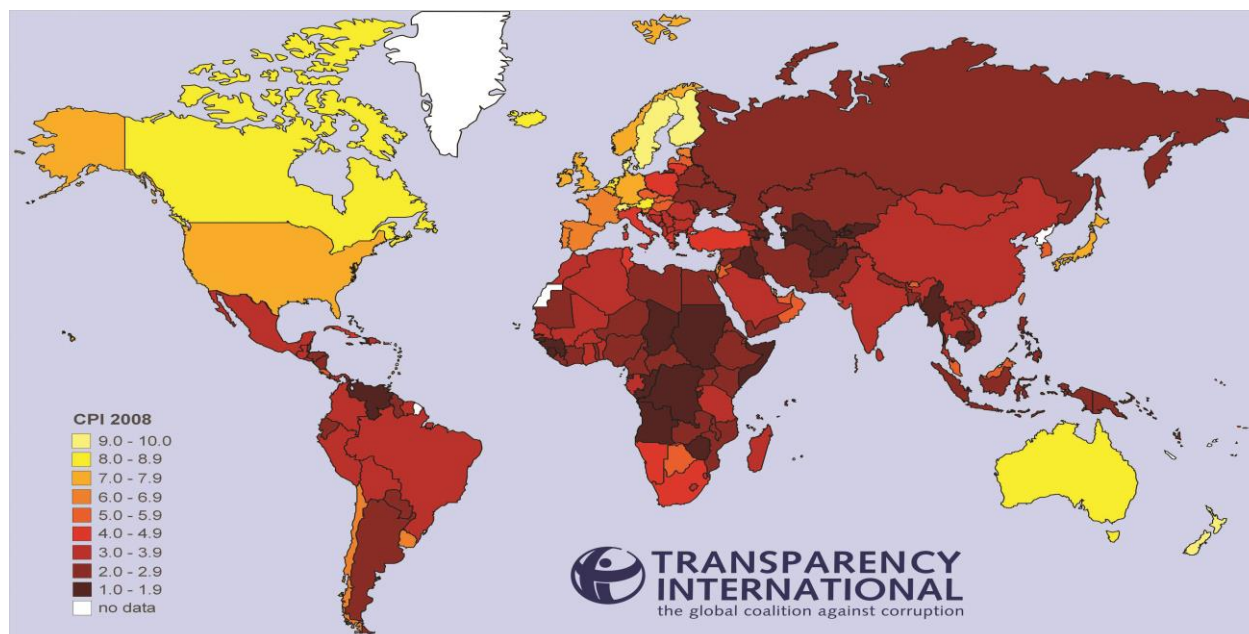 CPI 2008
9.0 - 10.0
8.0 - 8.9
7.0 - 7.9
6.0 - 6.9
5.0 - 5.9
4.0 - 4.9
3.0 - 3.9
2.0 - 2.9
1.0 - 1.9
no data
TRANSPARENCY
INTERNATIONAL
the global coalition against corruption